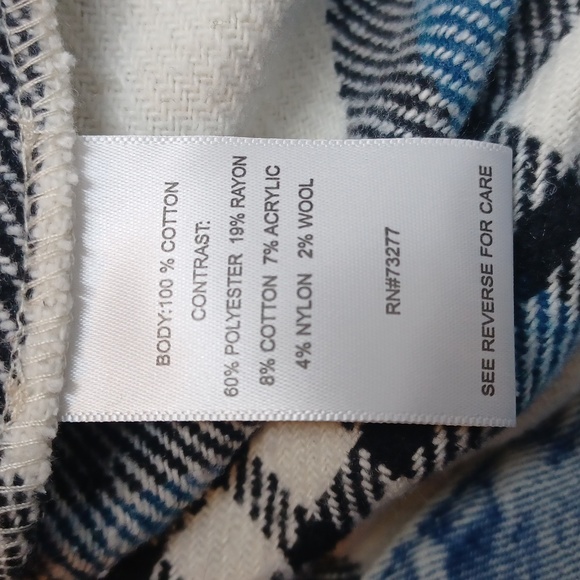 BODY:100 % COTTON
CONTRAST:
60% POLYESTER 19% RAYON
8% COTTON 7% ACRYLIC
4% NYLON 2% WOOL
RN#73277
SEE REVERSE FOR CARE